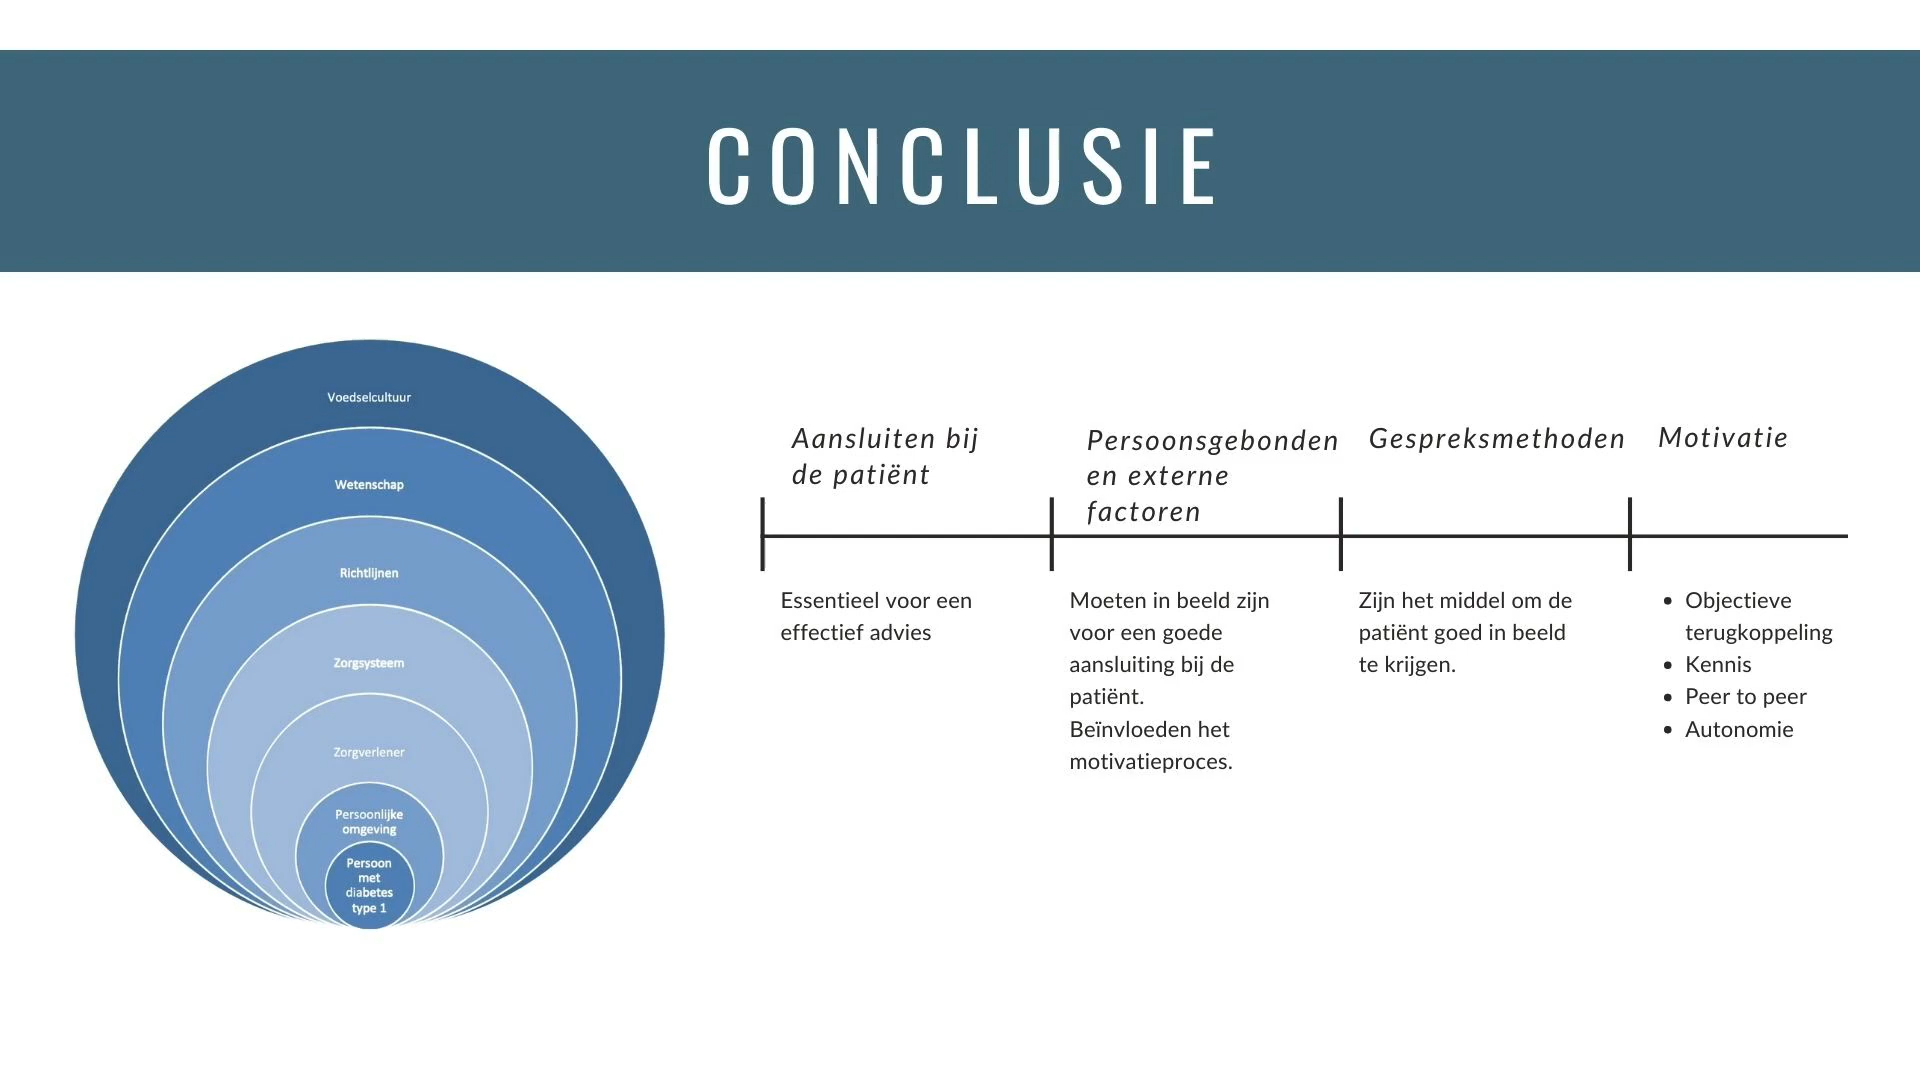 CONCLUSIE
Voedselcultuur
Wetenschap
Richtlijnen
Zorgsysteem
Zorgverlener
Persoonlijke
omgeving
Persoon
met
diabetes
type 1
Aansluiten bij
de patiënt
Essentieel voor een
effectief advies
Persoonsgebonden
en externe
factoren
Moeten in beeld zijn
voor een goede
aansluiting bij de
patiënt.
Beïnvloeden het
motivatieproces.
Gespreksmethoden
Zijn het middel om de
patiënt goed in beeld
te krijgen.
Motivatie
• Objectieve
terugkoppeling
• Kennis
• Peer to peer
• Autonomie